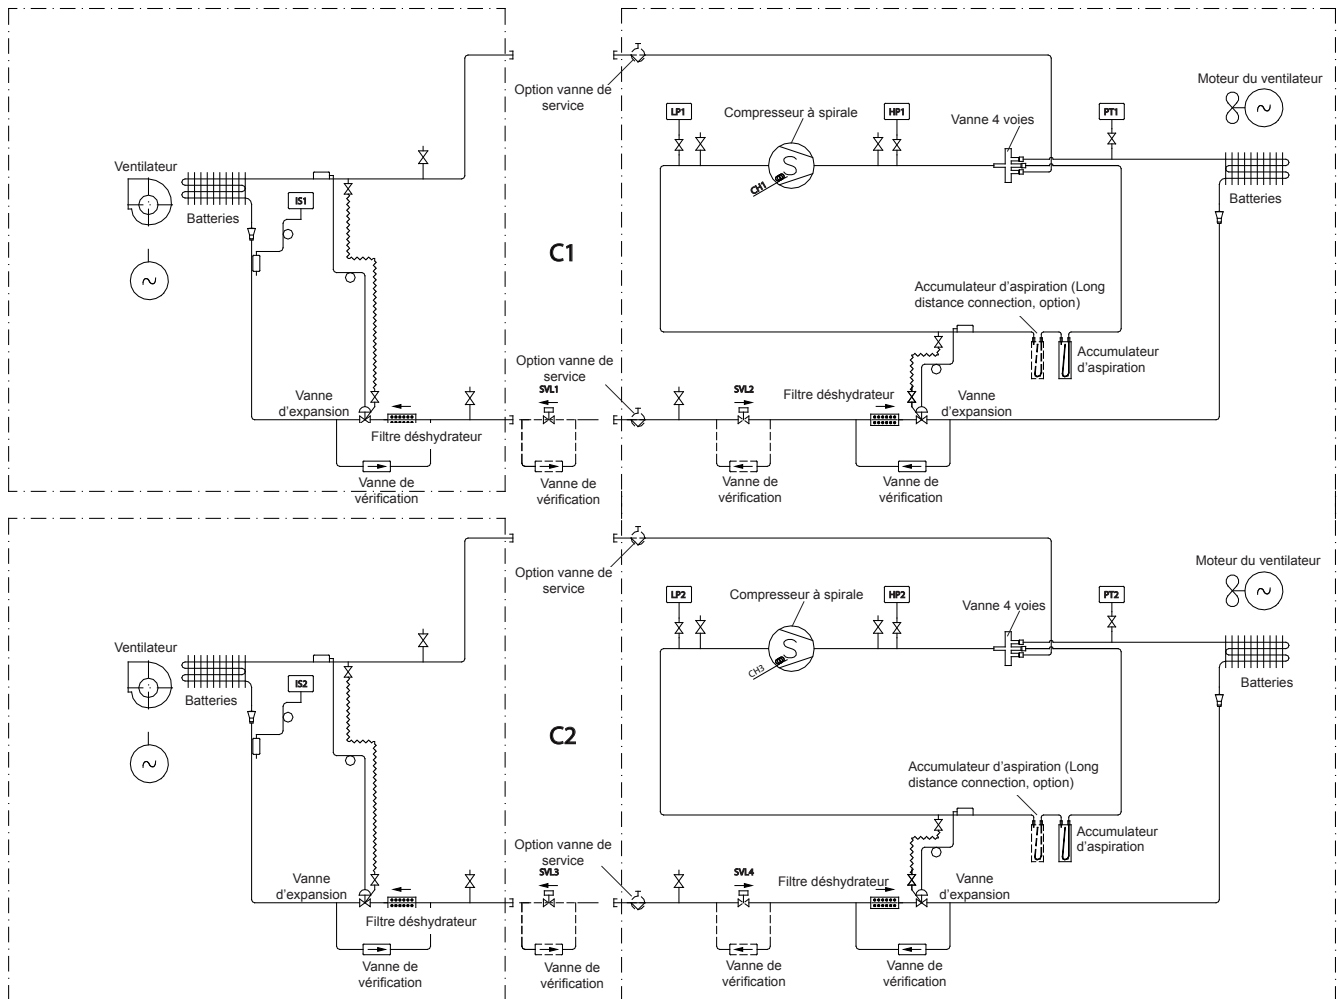 Option vanne de
service
LP1
Compresseur à spirale
HP1
Vanne 4 voies
PT1
Moteur du ventilateur
~
Ventilateur
S
CH1
Batteries
IS1
Batteries
C1
~
Accumulateur d'aspiration (Long
distance connection, option)
Accumulateur
d'aspiration
Option vanne de
service
Vanne
d'expansion
SVL1
SVL2
Filtre déshydrateur
Vanne
d'expansion
Filtre déshydrateur
Vanne de
vérification
Vanne de
vérification
Vanne de
vérification
Vanne de
vérification
Option vanne de
service
LP2
Compresseur à spirale
HP2
Vanne 4 voies
PT2
Moteur du ventilateur
~
Ventilateur
S
CH3
Batteries
IS2
Batteries
C2
~
Accumulateur d'aspiration (Long
distance connection, option)
Accumulateur
d'aspiration
Option vanne de
service
Vanne
d'expansion
SVL3
SVL4
Filtre déshydrateur
Vanne
d'expansion
Filtre déshydrateur
Vanne de
vérification
Vanne de
vérification
Vanne de
vérification
Vanne de
vérification